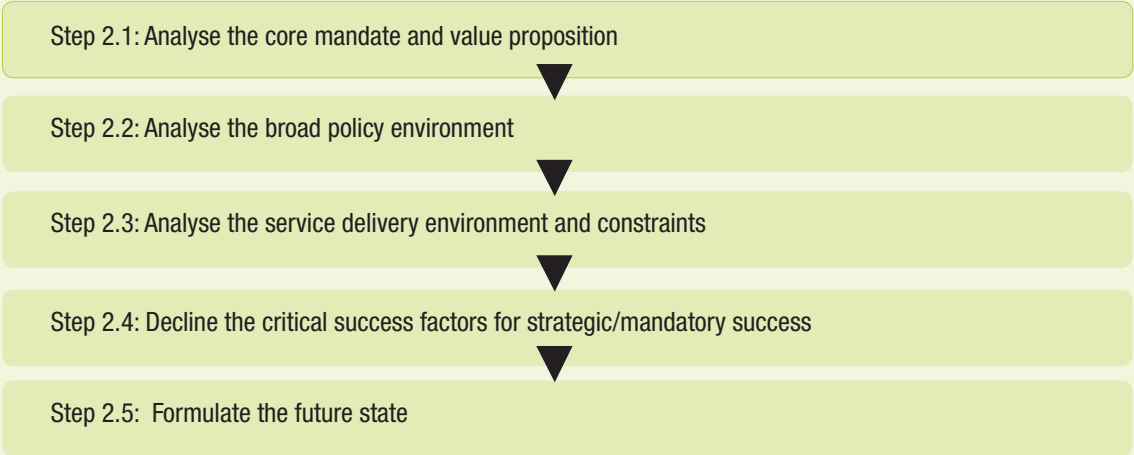 Step 2.1: Analyse the core mandate and value proposition
Step 2.2: Analyse the broad policy environment
Step 2.3: Analyse the service delivery environment and constraints
Step 2.4: Decline the critical success factors for strategic/mandatory success
Step 2.5: Formulate the future state